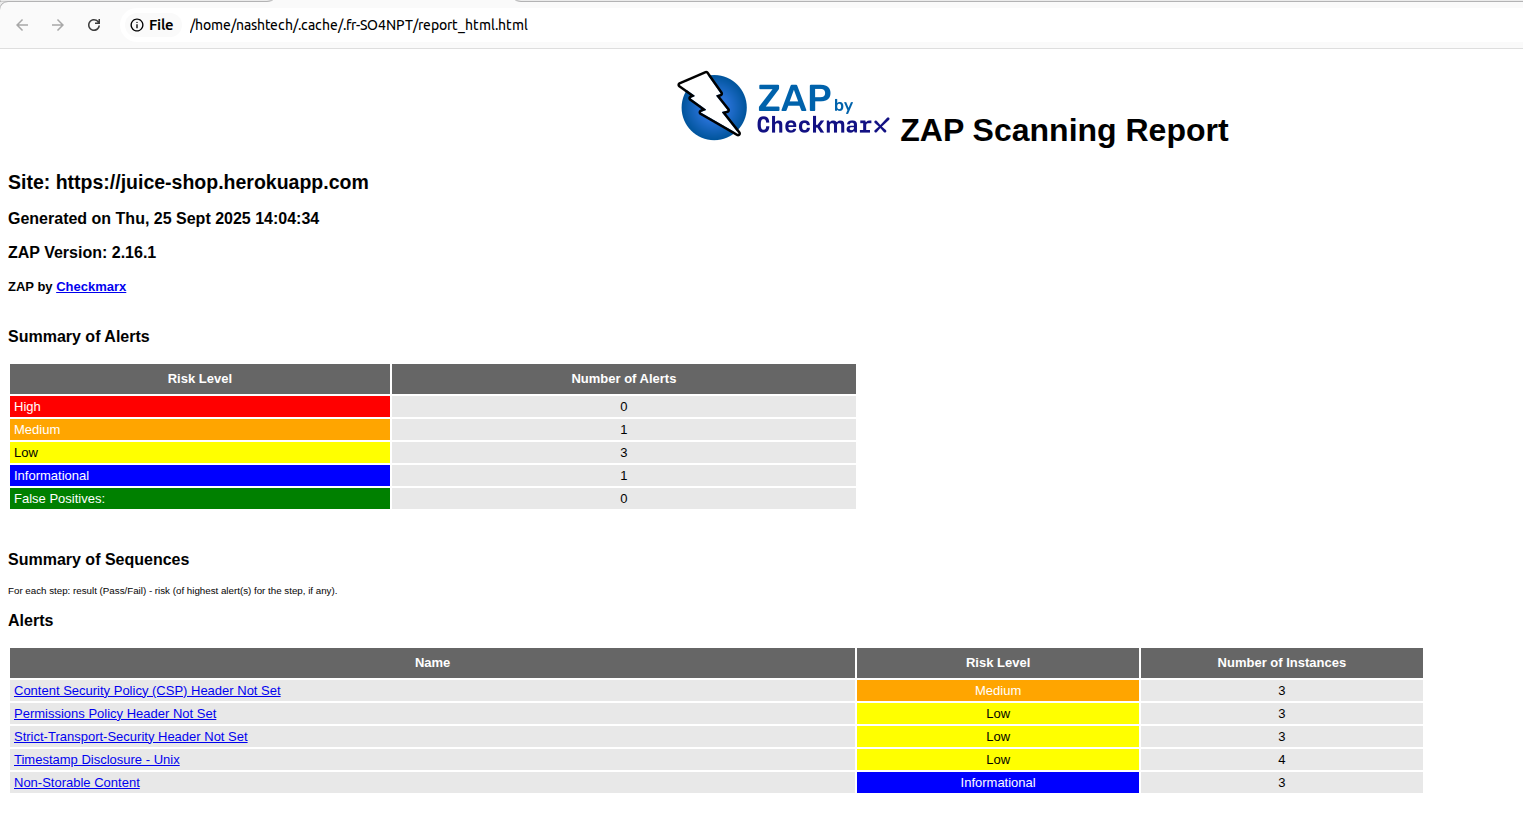 File /home/nashtech/.cache/.fr-SO4NPT/report_html.html
ZAP by
Checkmarx
ZAP Scanning Report
Site: https://juice-shop.herokuapp.com
Generated on Thu, 25 Sept 2025 14:04:34
ZAP Version: 2.16.1
ZAP by Checkmarx
Summary of Alerts
Risk Level Number of Alerts
High 0
Medium 1
Low 3
Informational 1
False Positives: 0
Summary of Sequences
For each step: result (Pass/Fail) - risk (of highest alert(s) for the step, if any).
Alerts
Name Risk Level Number of Instances
Content Security Policy (CSP) Header Not Set Medium 3
Permissions Policy Header Not Set Low 3
Strict-Transport-Security Header Not Set Low 3
Timestamp Disclosure - Unix Low 4
Non-Storable Content Informational 3